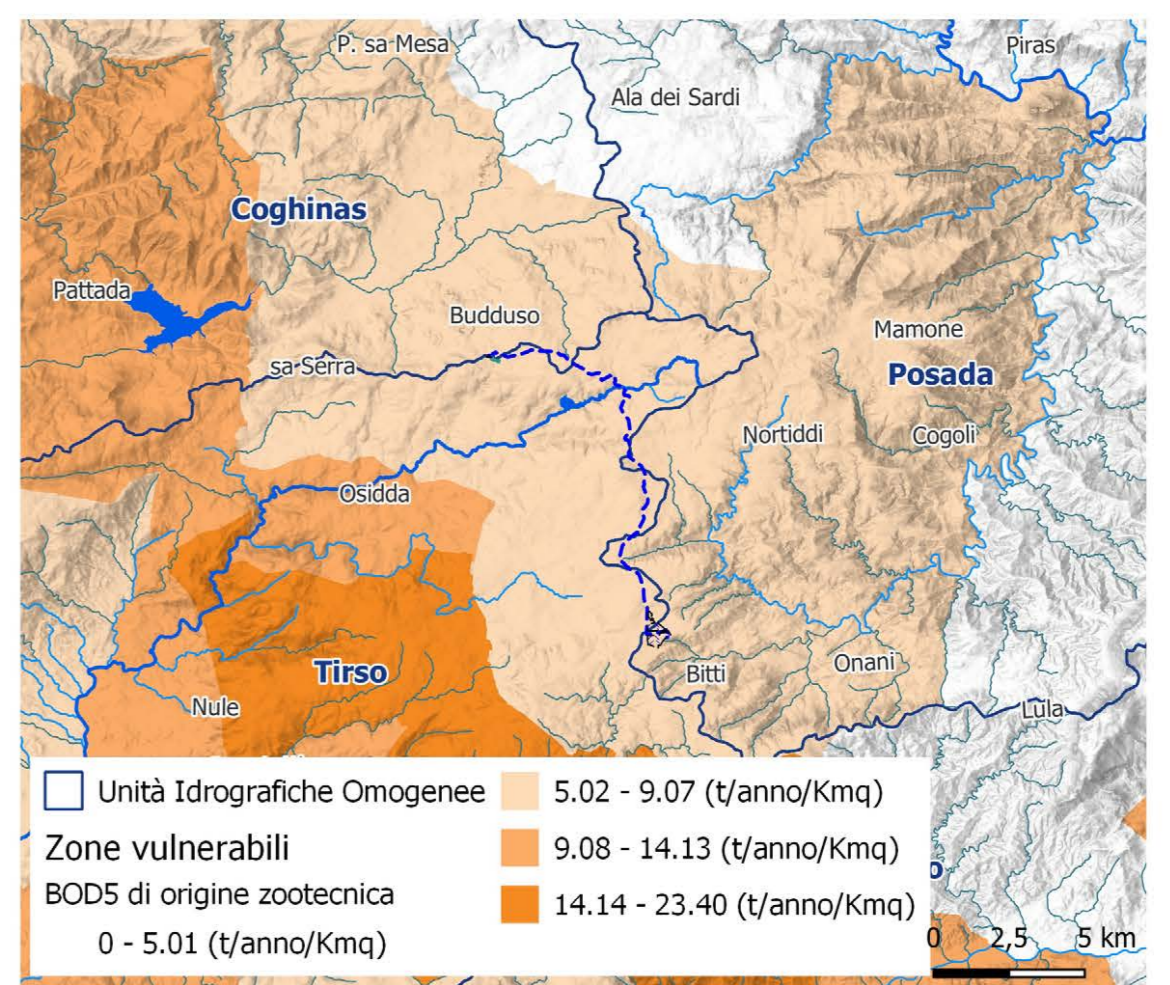 P. sa Mesa
Piras
Ala dei Sardi
Coghinas
Pattada
Budduso
Mamone
sa Serra
Posada
Nortiddi
Cogoli
Osidda
Tirso
Bitti
Onani
Nule
Lula
Unità Idrografiche Omogenee
Zone vulnerabili
BOD5 di origine zootecnica
0 - 5.01 (t/anno/Kmq)
5.02 - 9.07 (t/anno/Kmq)
9.08 - 14.13 (t/anno/Kmq)
14.14 - 23.40 (t/anno/Kmq)
0 2,5 5 km